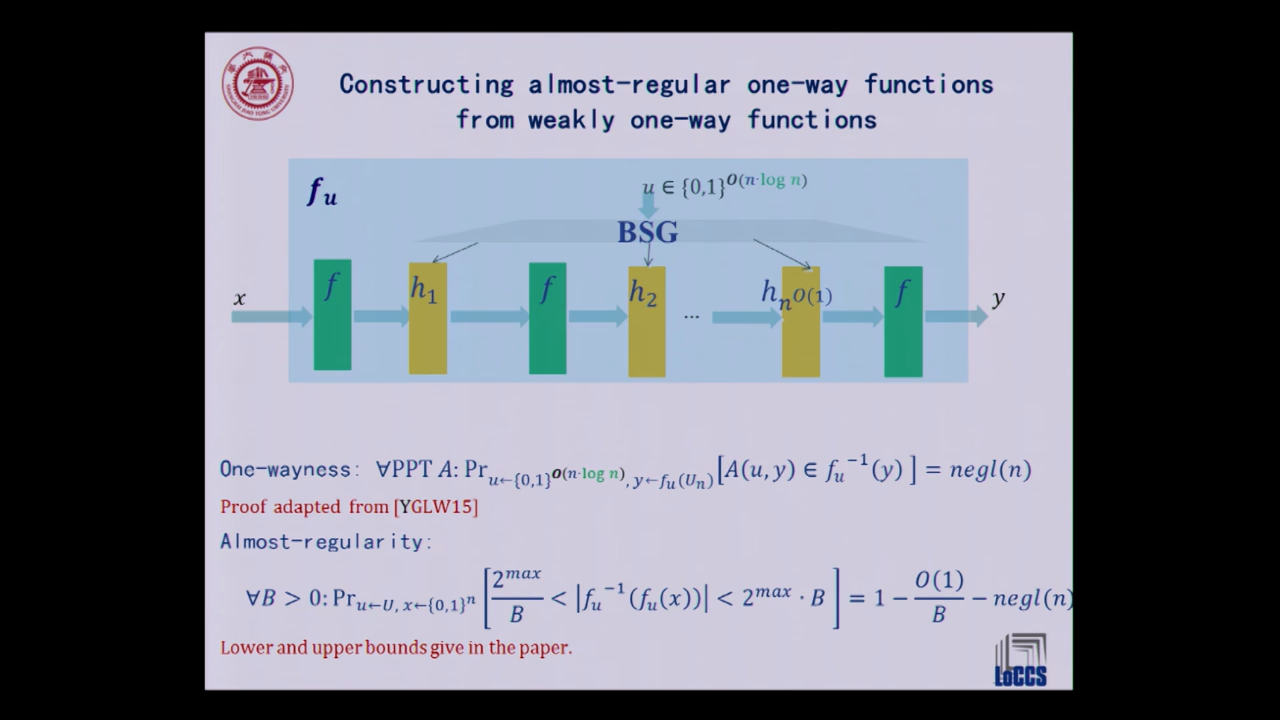 Constructing almost-regular one-way functions
from weakly one-way functions
f_u
u ∈ {0,1}^{O(n·log n)}
BSG
x f h_1 f h_2 ... h_{n^{O(1)}} f y
One-wayness: ∀PPT A: Pr_{u←{0,1}^{O(n·log n)}, y←f_u(U_n)} [A(u,y) ∈ f_u^{-1}(y) ] = negl(n)
Proof adapted from [YGLW15]
Almost-regularity:
∀B > 0: Pr_{u←U, x←{0,1}^n} [2^{max}/B < |f_u^{-1}(f_u(x))| < 2^{max} · B] = 1 − O(1)/B − negl(n)
Lower and upper bounds give in the paper.
LoCCS